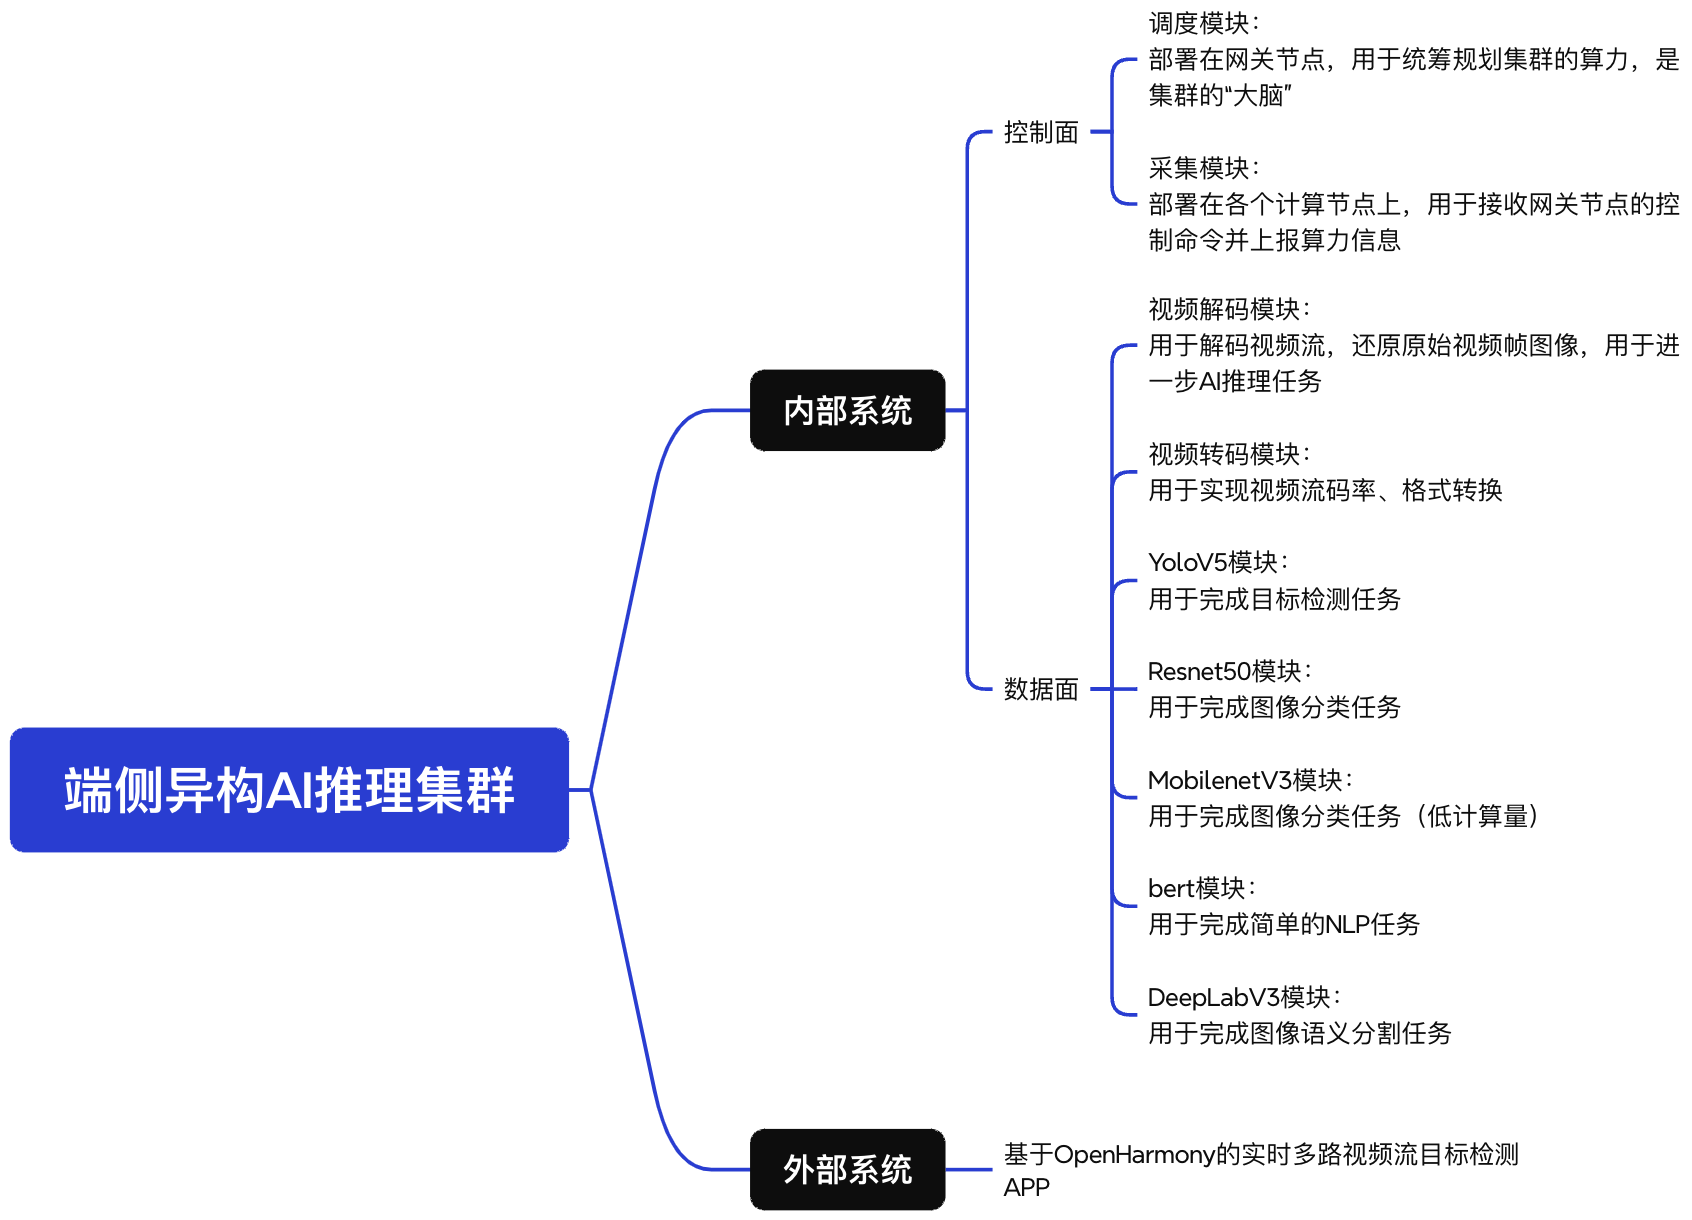 端侧异构AI推理集群
内部系统
控制面
调度模块：
部署在网关节点，用于统筹规划集群的算力，是
集群的“大脑”
采集模块：
部署在各个计算节点上，用于接收网关节点的控
制命令并上报算力信息
数据面
视频解码模块：
用于解码视频流，还原原始视频帧图像，用于进
一步AI推理任务
视频转码模块：
用于实现视频流码率、格式转换
YoloV5模块：
用于完成目标检测任务
Resnet50模块：
用于完成图像分类任务
MobilenetV3模块：
用于完成图像分类任务（低计算量）
bert模块：
用于完成简单的NLP任务
DeepLabV3模块：
用于完成图像语义分割任务
外部系统
基于OpenHarmony的实时多路视频流目标检测
APP